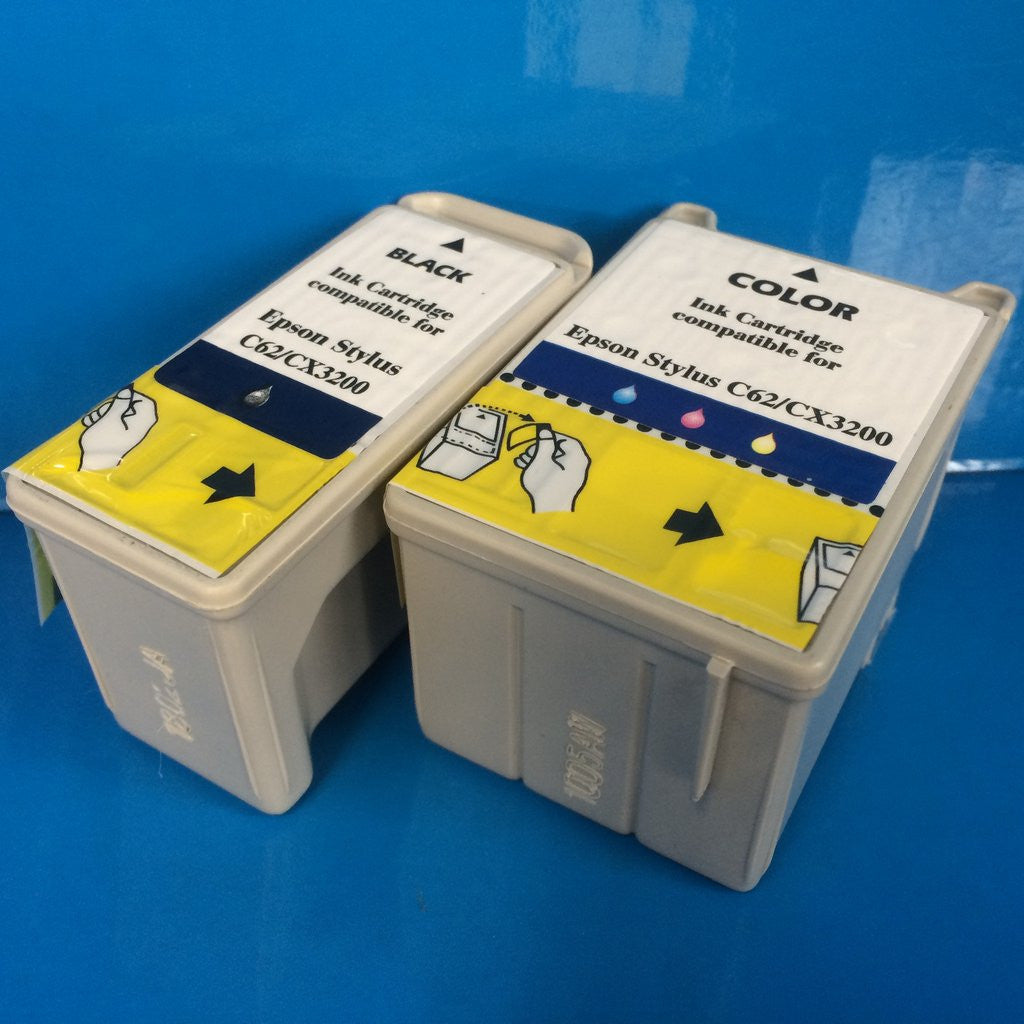 BLACK
Ink Cartridge
compatible for
Epson Stylus
C62/CX3200
COLOR
Ink Cartridge
compatible for
Epson Stylus C62/CX3200